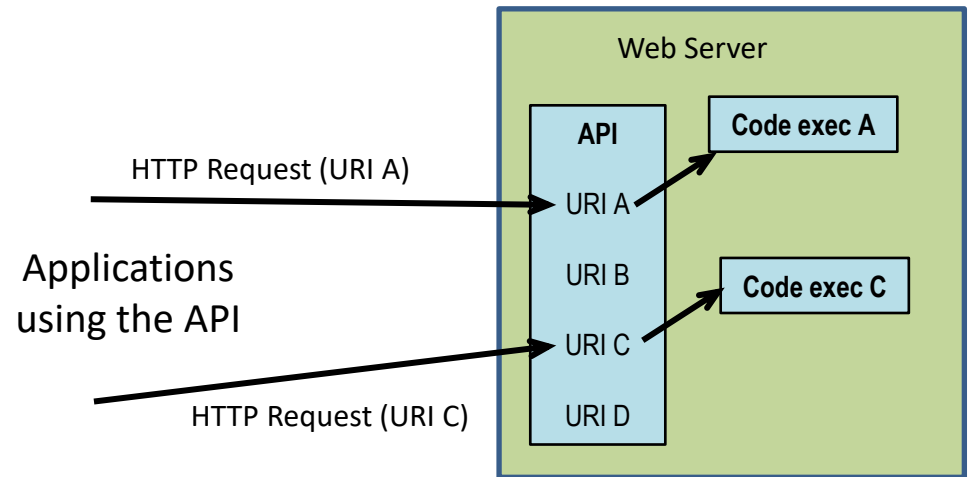 Web Server
API
Code exec A
HTTP Request (URI A)
URI A
Applications
using the API
URI B
Code exec C
URI C
HTTP Request (URI C)
URI D